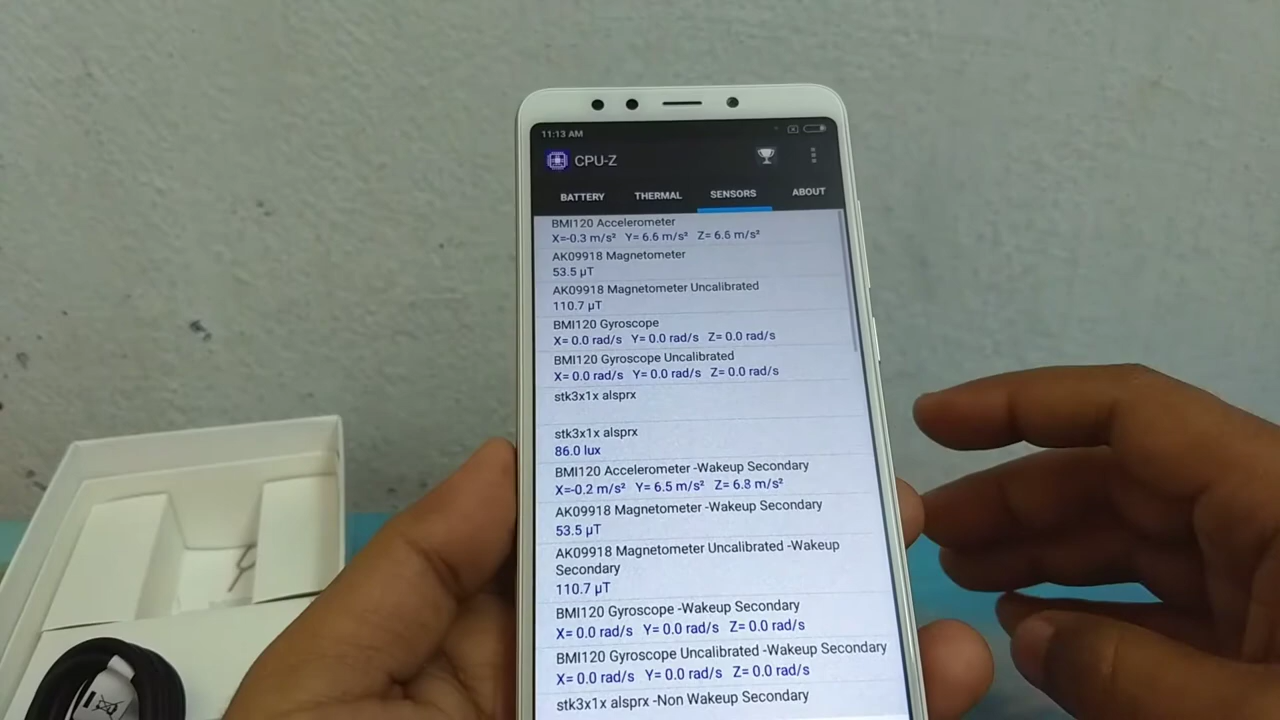 11:13 AM
CPU-Z
BATTERY THERMAL SENSORS ABOUT
BMI120 Accelerometer
X=-0.3 m/s² Y= 6.6 m/s² Z= 6.6 m/s²
AK09918 Magnetometer
53.5 μT
AK09918 Magnetometer Uncalibrated
110.7 μT
BMI120 Gyroscope
X= 0.0 rad/s Y= 0.0 rad/s Z= 0.0 rad/s
BMI120 Gyroscope Uncalibrated
X= 0.0 rad/s Y= 0.0 rad/s Z= 0.0 rad/s
stk3x1x alsprx
stk3x1x alsprx
86.0 lux
BMI120 Accelerometer -Wakeup Secondary
X=-0.2 m/s² Y= 6.5 m/s² Z= 6.8 m/s²
AK09918 Magnetometer -Wakeup Secondary
53.5 μT
AK09918 Magnetometer Uncalibrated -Wakeup
Secondary
110.7 μT
BMI120 Gyroscope -Wakeup Secondary
X= 0.0 rad/s Y= 0.0 rad/s Z= 0.0 rad/s
BMI120 Gyroscope Uncalibrated -Wakeup Secondary
X= 0.0 rad/s Y= 0.0 rad/s Z= 0.0 rad/s
stk3x1x alsprx -Non Wakeup Secondary